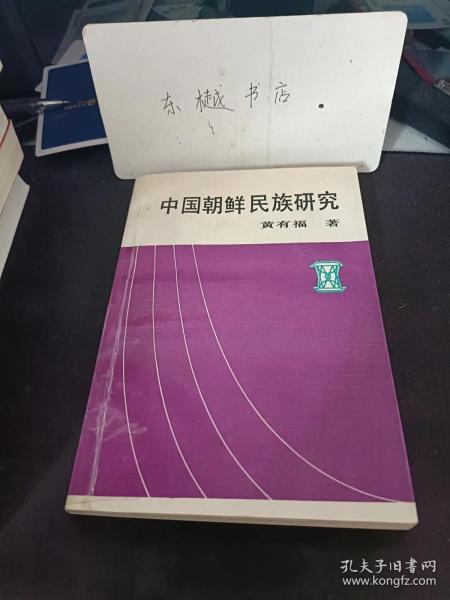 东樾书店
中国朝鲜民族研究
黄有福 著
孔夫子旧书网
www.kongfz.com